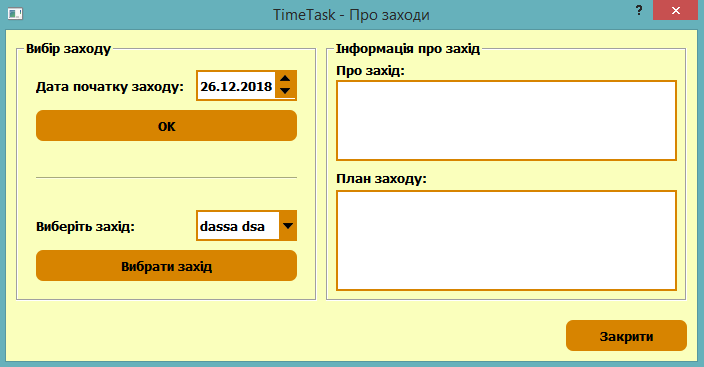 TimeTask - Про заходи
?
Вибір заходу
Дата початку заходу: 26.12.2018
ОК
Виберіть захід: dassa dsa
Вибрати захід
Інформація про захід
Про захід:
План заходу:
Закрити